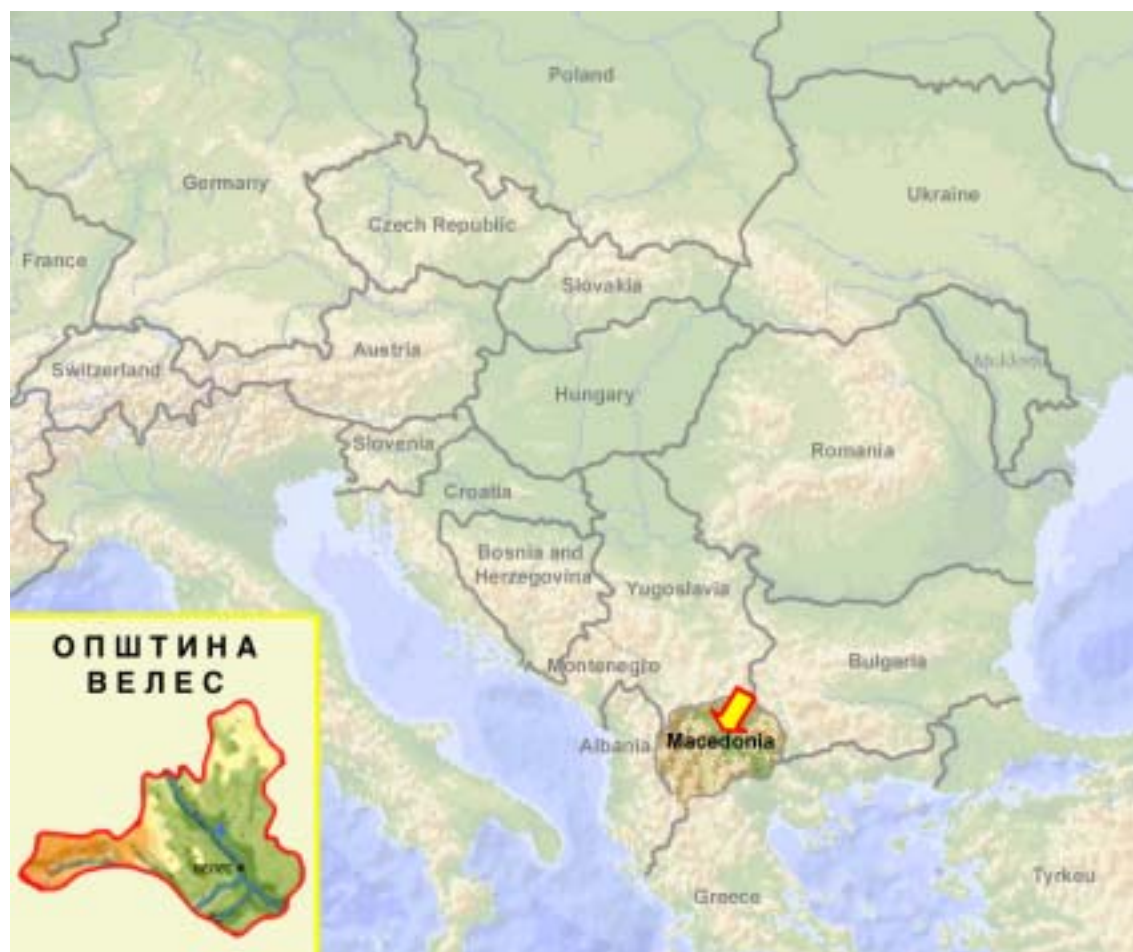 Poland
Germany
Ukraine
Czech Republic
France
Slovakia
Austria
Switzerland
Hungary
Slovenia
Romania
Croatia
Bosnia and
Herzegovina
Yugoslavia
Montenegro
Bulgaria
Albania
Macedonia
Greece
Tyrkeu
ОПШТИНА
ВЕЛЕС